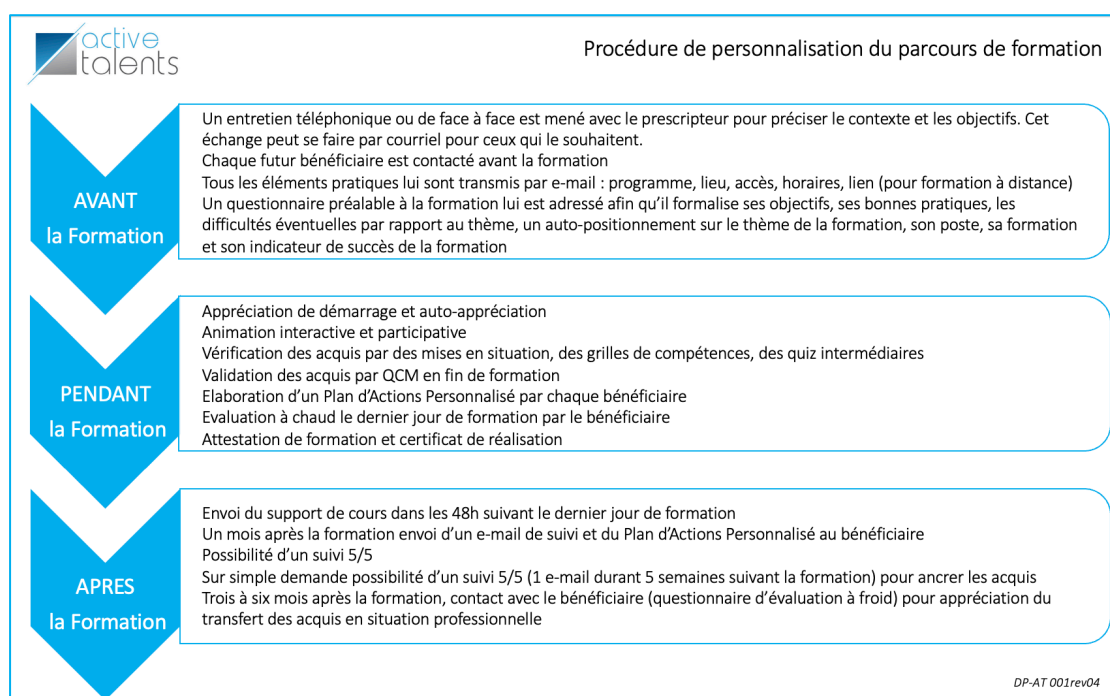 active
talents
Procédure de personnalisation du parcours de formation
AVANT
la Formation
Un entretien téléphonique ou de face à face est mené avec le prescripteur pour préciser le contexte et les objectifs. Cet
échange peut se faire par courriel pour ceux qui le souhaitent.
Chaque futur bénéficiaire est contacté avant la formation
Tous les éléments pratiques lui sont transmis par e-mail : programme, lieu, accès, horaires, lien (pour formation à distance)
Un questionnaire préalable à la formation lui est adressé afin qu'il formalise ses objectifs, ses bonnes pratiques, les
difficultés éventuelles par rapport au thème, un auto-positionnement sur le thème de la formation, son poste, sa formation
et son indicateur de succès de la formation
PENDANT
la Formation
Appréciation de démarrage et auto-appréciation
Animation interactive et participative
Vérification des acquis par des mises en situation, des grilles de compétences, des quiz intermédiaires
Validation des acquis par QCM en fin de formation
Elaboration d'un Plan d'Actions Personnalisé par chaque bénéficiaire
Evaluation à chaud le dernier jour de formation par le bénéficiaire
Attestation de formation et certificat de réalisation
APRES
la Formation
Envoi du support de cours dans les 48h suivant le dernier jour de formation
Un mois après la formation envoi d'un e-mail de suivi et du Plan d'Actions Personnalisé au bénéficiaire
Possibilité d'un suivi 5/5
Sur simple demande possibilité d'un suivi 5/5 (1 e-mail durant 5 semaines suivant la formation) pour ancrer les acquis
Trois à six mois après la formation, contact avec le bénéficiaire (questionnaire d'évaluation à froid) pour appréciation du
transfert des acquis en situation professionnelle
DP-AT 001rev04